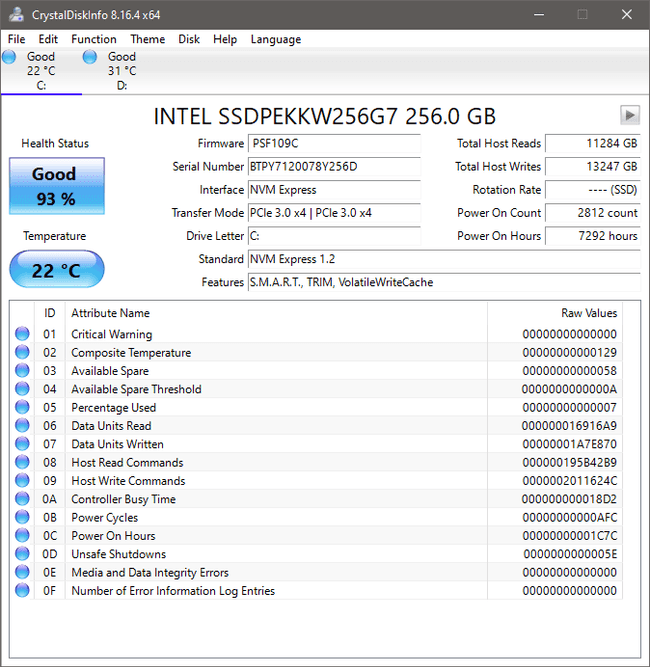 CrystalDiskInfo 8.16.4 x64
File Edit Function Theme Disk Help Language
Good Good
22 °C 31 °C
C: D:
INTEL SSDPEKKW256G7 256.0 GB
Health Status
Good
93 %
Temperature
22 °C
Firmware PSF109C Total Host Reads 11284 GB
Serial Number BTPY7120078Y256D Total Host Writes 13247 GB
Interface NVM Express Rotation Rate ---- (SSD)
Transfer Mode PCIe 3.0 x4 | PCIe 3.0 x4 Power On Count 2812 count
Drive Letter C: Power On Hours 7292 hours
Standard NVM Express 1.2
Features S.M.A.R.T., TRIM, VolatileWriteCache
ID Attribute Name Raw Values
01 Critical Warning 00000000000000
02 Composite Temperature 00000000000129
03 Available Spare 00000000000058
04 Available Spare Threshold 0000000000000A
05 Percentage Used 00000000000007
06 Data Units Read 000000016916A9
07 Data Units Written 00000001A7E870
08 Host Read Commands 000000195B42B9
09 Host Write Commands 0000002011624C
0A Controller Busy Time 000000000018D2
0B Power Cycles 00000000000AFC
0C Power On Hours 00000000001C7C
0D Unsafe Shutdowns 0000000000005E
0E Media and Data Integrity Errors 00000000000000
0F Number of Error Information Log Entries 00000000000000